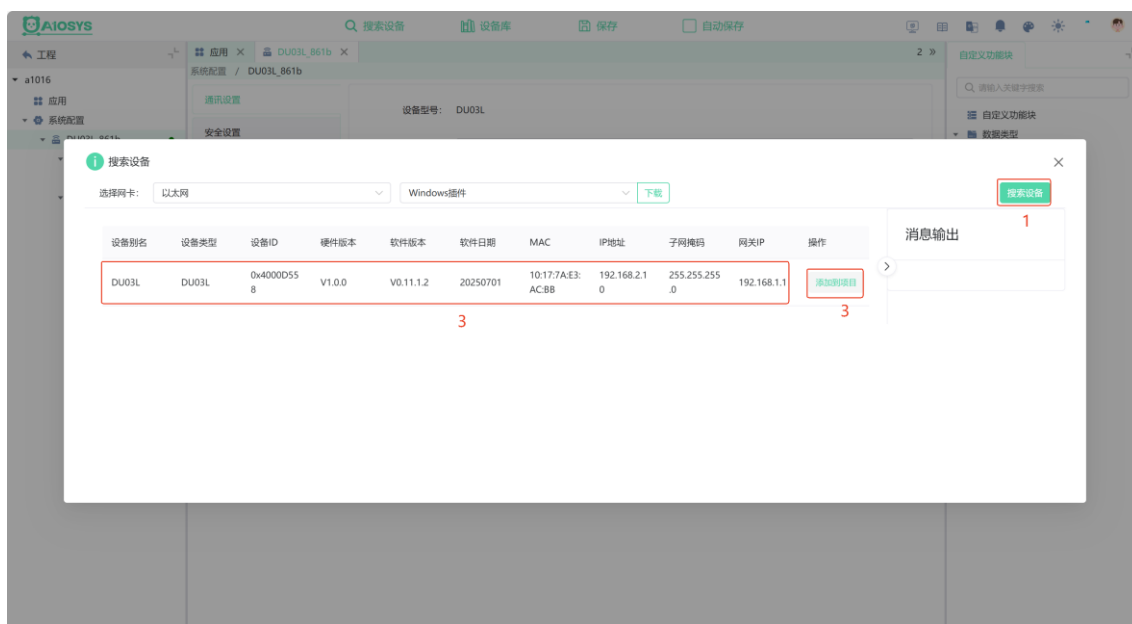 AIOSYS 搜索设备 设备库 保存 自动保存
工程 应用 × DU03L_861b × 2 » 自定义功能块
系统配置 / DU03L_861b
a1016
请输入关键字搜索
应用 通讯设置 设备型号: DU03L
自定义功能块
系统配置
安全设置 数据类型
DU03L_861b
搜索设备 ×
选择网卡: 以太网 Windows插件 下载 搜索设备
1
消息输出
设备别名 设备类型 设备ID 硬件版本 软件版本 软件日期 MAC IP地址 子网掩码 网关IP 操作
DU03L DU03L 0x4000D55 V1.0.0 V0.11.1.2 20250701 10:17:7A:E3: 192.168.2.1 255.255.255 192.168.1.1 添加到项目
8 AC:BB 0 .0
3 3